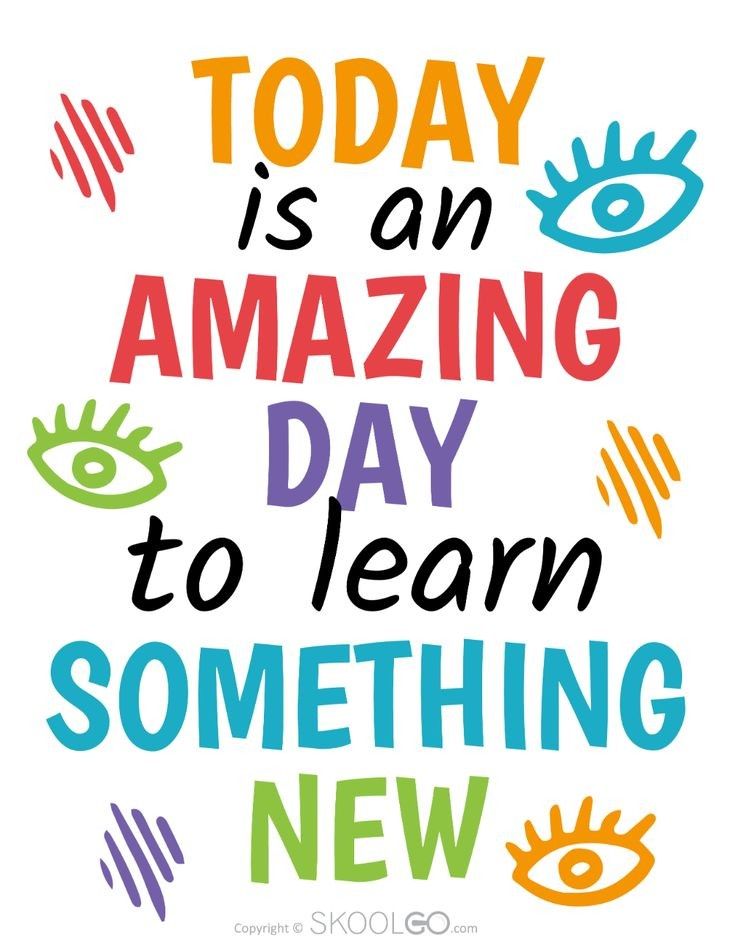 TODAY
is an
AMAZING
DAY
to learn
SOMETHING
NEW
Copyright © SKOOLGO.com